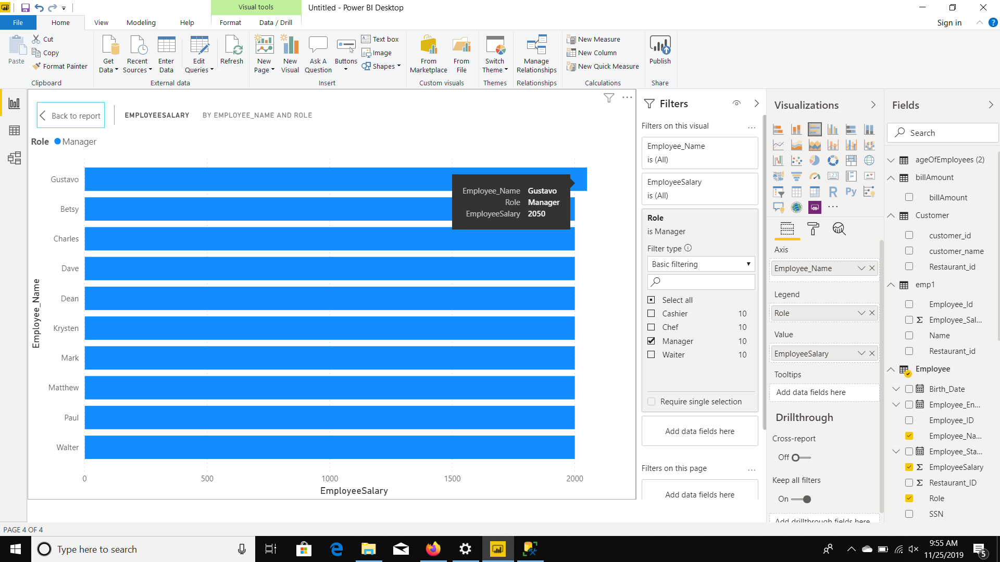 Visual tools
Untitled - Power BI Desktop
File
Home
View
Modeling
Help
Format
Data / Drill
Sign in
?
Paste
Cut
Copy
Format Painter
Clipboard
Get Data
Recent Sources
Enter Data
Edit Queries
Refresh
External data
New Page
New Visual
Ask A Question
Buttons
Text box
Image
Shapes
Insert
From Marketplace
From File
Custom visuals
Switch Theme
Themes
Manage Relationships
Relationships
New Measure
New Column
New Quick Measure
Calculations
Publish
Share
Back to report
EMPLOYEESALARY
BY EMPLOYEE_NAME AND ROLE
Role
Manager
Employee_Name
Gustavo
Betsy
Charles
Dave
Dean
Krysten
Mark
Matthew
Paul
Walter
Employee_Name Gustavo
Role Manager
EmployeeSalary 2050
0 500 1000 1500 2000
EmployeeSalary
Filters
Filters on this visual
...
Employee_Name
is (All)
EmployeeSalary
is (All)
Role
is Manager
Filter type
Basic filtering
Select all
Cashier 10
Chef 10
Manager 10
Waiter 10
Require single selection
Add data fields here
Filters on this page
...
Add data fields here
Visualizations
123
R
Py
...
Axis
Employee_Name
Legend
Role
Value
EmployeeSalary
Tooltips
Add data fields here
Drillthrough
Cross-report
Off
Keep all filters
On
Add drillthrough fields here
Fields
Search
ageOfEmployees (2)
billAmount
billAmount
Customer
customer_id
customer_name
Restaurant_id
emp1
Employee_Id
Σ Employee_Sal...
Name
Restaurant_id
Employee
Birth_Date
Employee_En...
Employee_ID
Employee_Na...
Employee_Sta...
Σ EmployeeSalary
Σ Restaurant_ID
Role
SSN
PAGE 4 OF 4
Type here to search
9:55 AM
11/25/2019
5